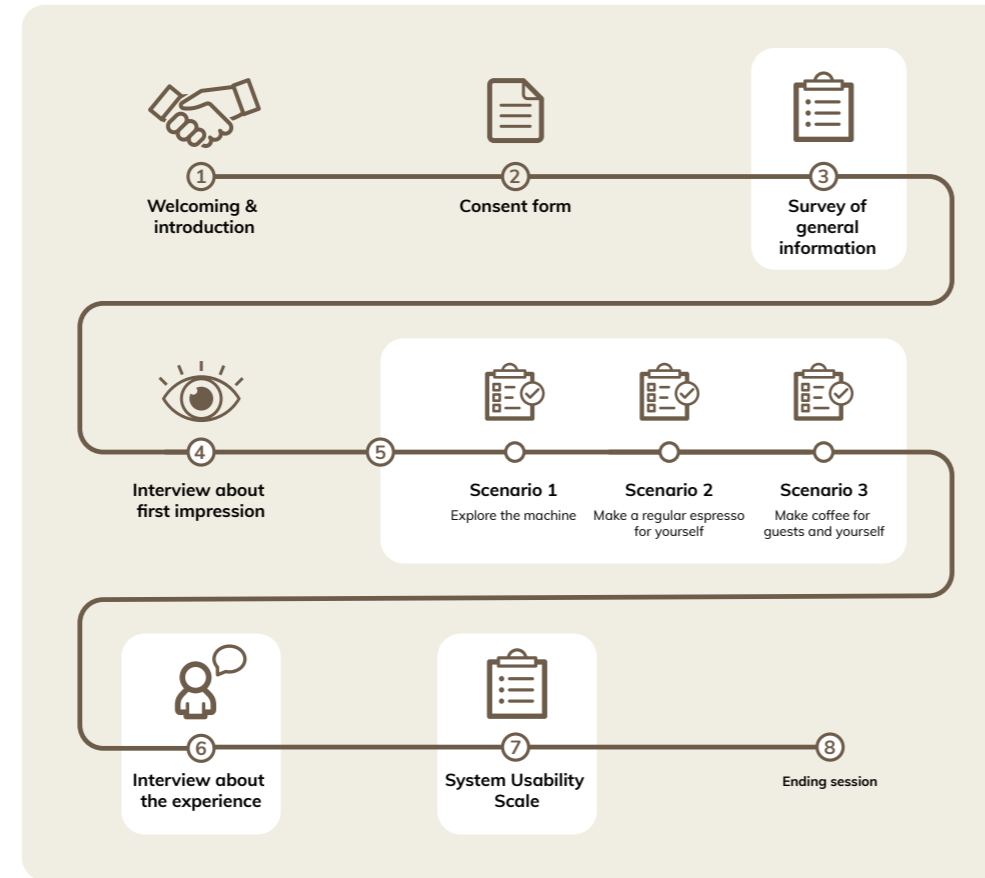 1
Welcoming &
introduction
2
Consent form
3
Survey of
general
information
4
Interview about
first impression
5
Scenario 1
Explore the machine
Scenario 2
Make a regular espresso
for yourself
Scenario 3
Make coffee for
guests and yourself
6
Interview about
the experience
7
System Usability
Scale
8
Ending session